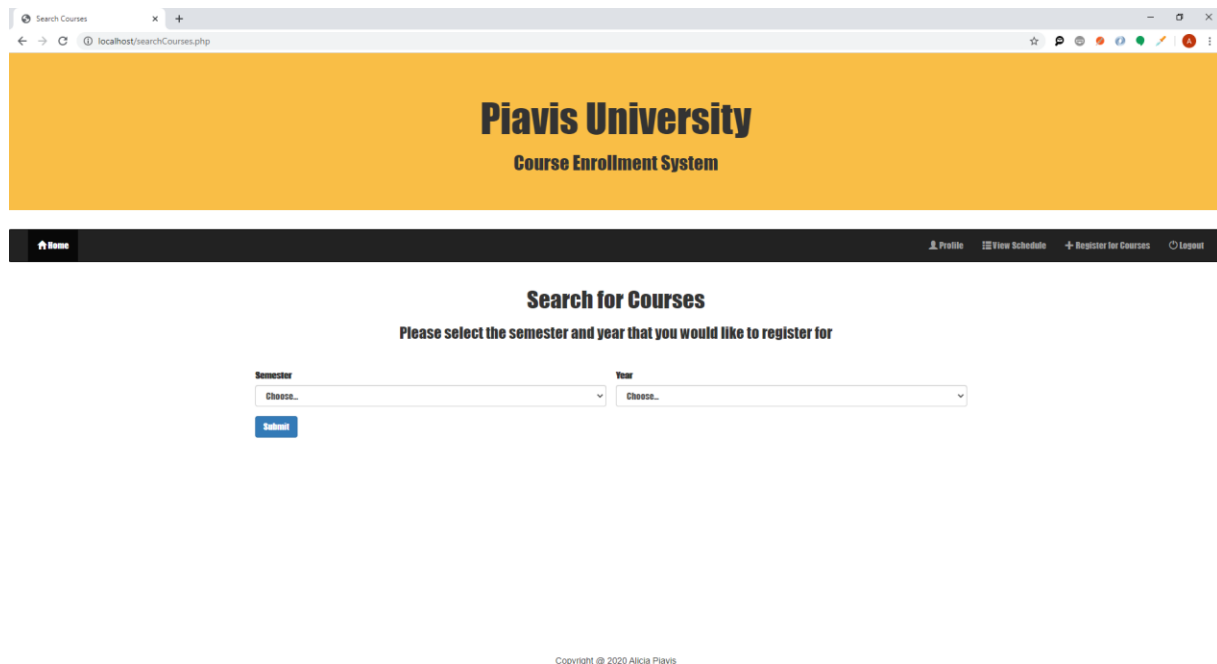 Search Courses
localhost/searchCourses.php
A
Piavis University
Course Enrollment System
Home Profile View Schedule Register for Courses Logout
Search for Courses
Please select the semester and year that you would like to register for
Semester Year
Choose... Choose...
Submit
Copyright @ 2020 Alicia Piavis